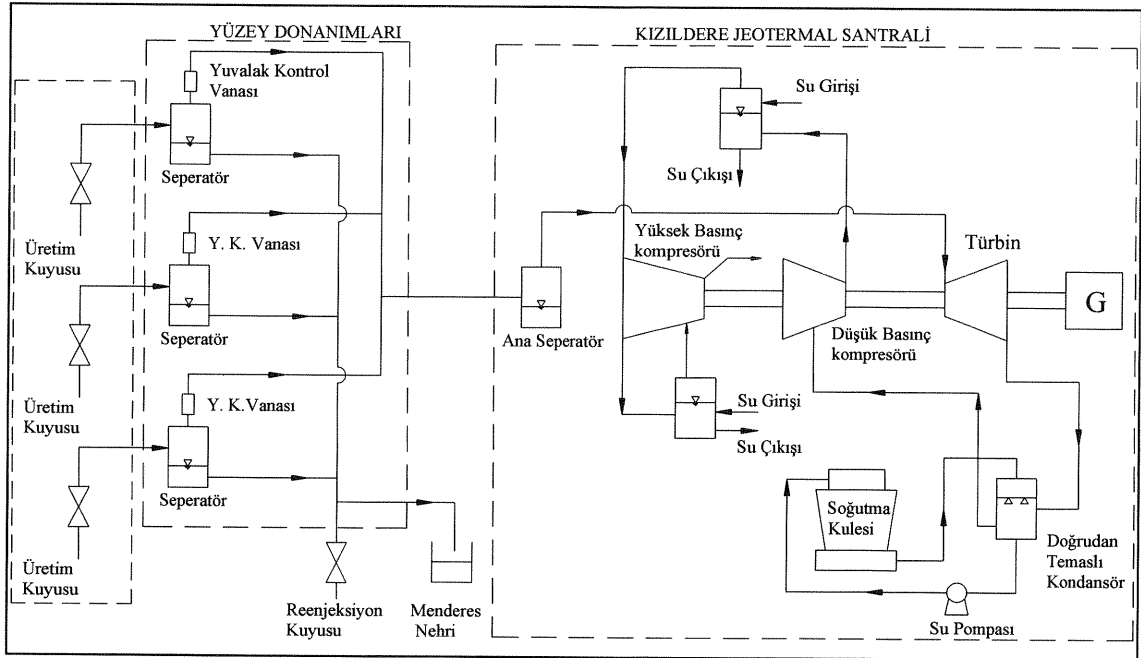 YÜZEY DONANIMLARI
KIZILDERE JEOTERMAL SANTRALİ
Yuvalak Kontrol
Vanası
Seperatör
Üretim
Kuyusu
Y. K. Vanası
Seperatör
Üretim
Kuyusu
Y. K.Vanası
Seperatör
Üretim
Kuyusu
Reenjeksiyon
Kuyusu
Menderes
Nehri
Su Girişi
Su Çıkışı
Yüksek Basınç
kompresörü
Türbin
G
Ana Seperatör
Düşük Basınç
kompresörü
Su Girişi
Su Çıkışı
Soğutma
Kulesi
Doğrudan
Temaslı
Kondansör
Su Pompası